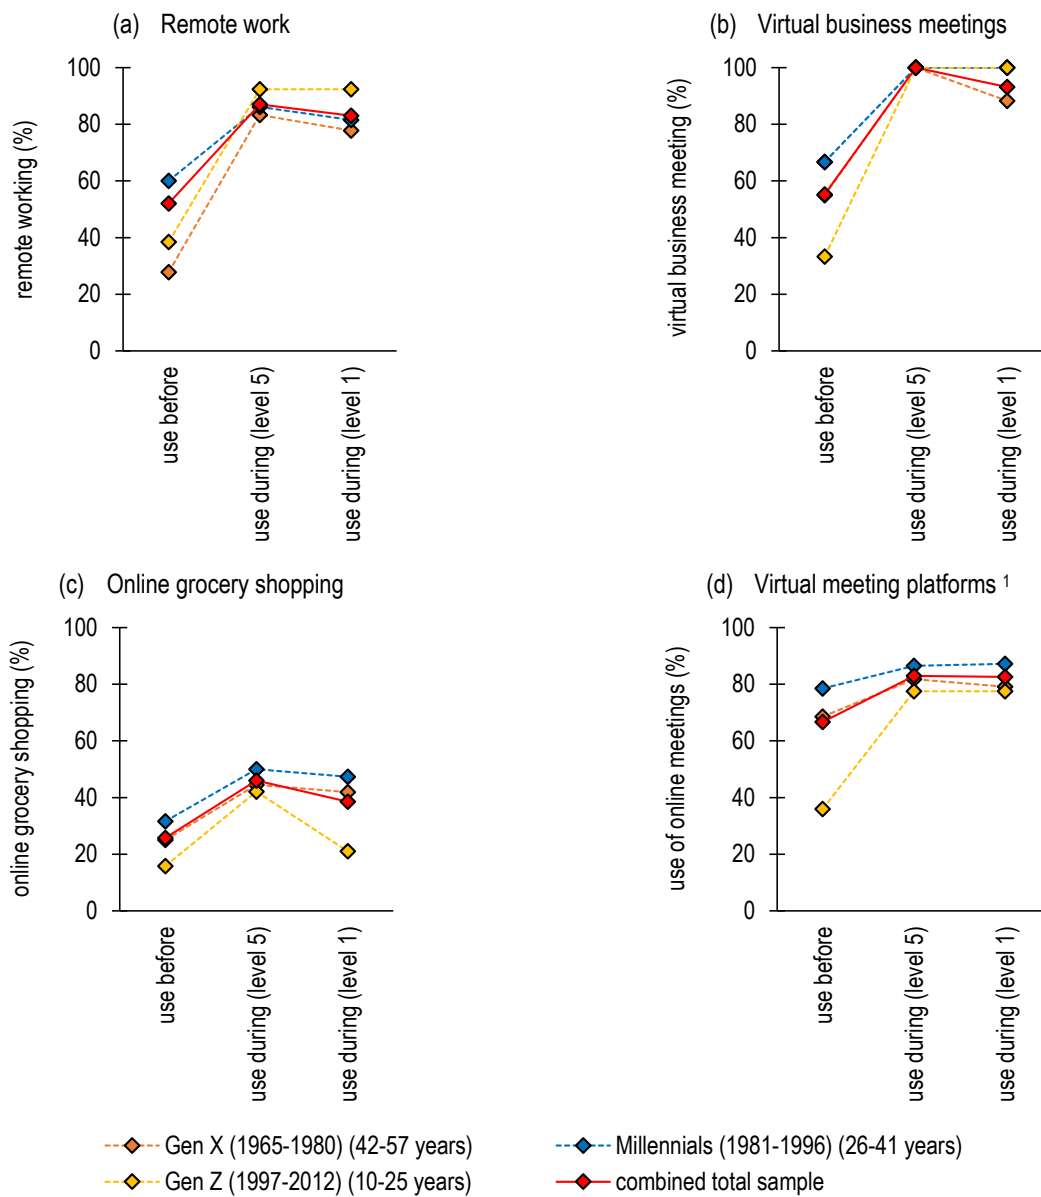 (a) Remote work
remote working (%)
100
80
60
40
20
0
use before
use during (level 5)
use during (level 1)
(b) Virtual business meetings
virtual business meeting (%)
100
80
60
40
20
0
use before
use during (level 5)
use during (level 1)
(c) Online grocery shopping
online grocery shopping (%)
100
80
60
40
20
0
use before
use during (level 5)
use during (level 1)
(d) Virtual meeting platforms ¹
use of online meetings (%)
100
80
60
40
20
0
use before
use during (level 5)
use during (level 1)
Gen X (1965-1980) (42-57 years)
Millennials (1981-1996) (26-41 years)
Gen Z (1997-2012) (10-25 years)
combined total sample